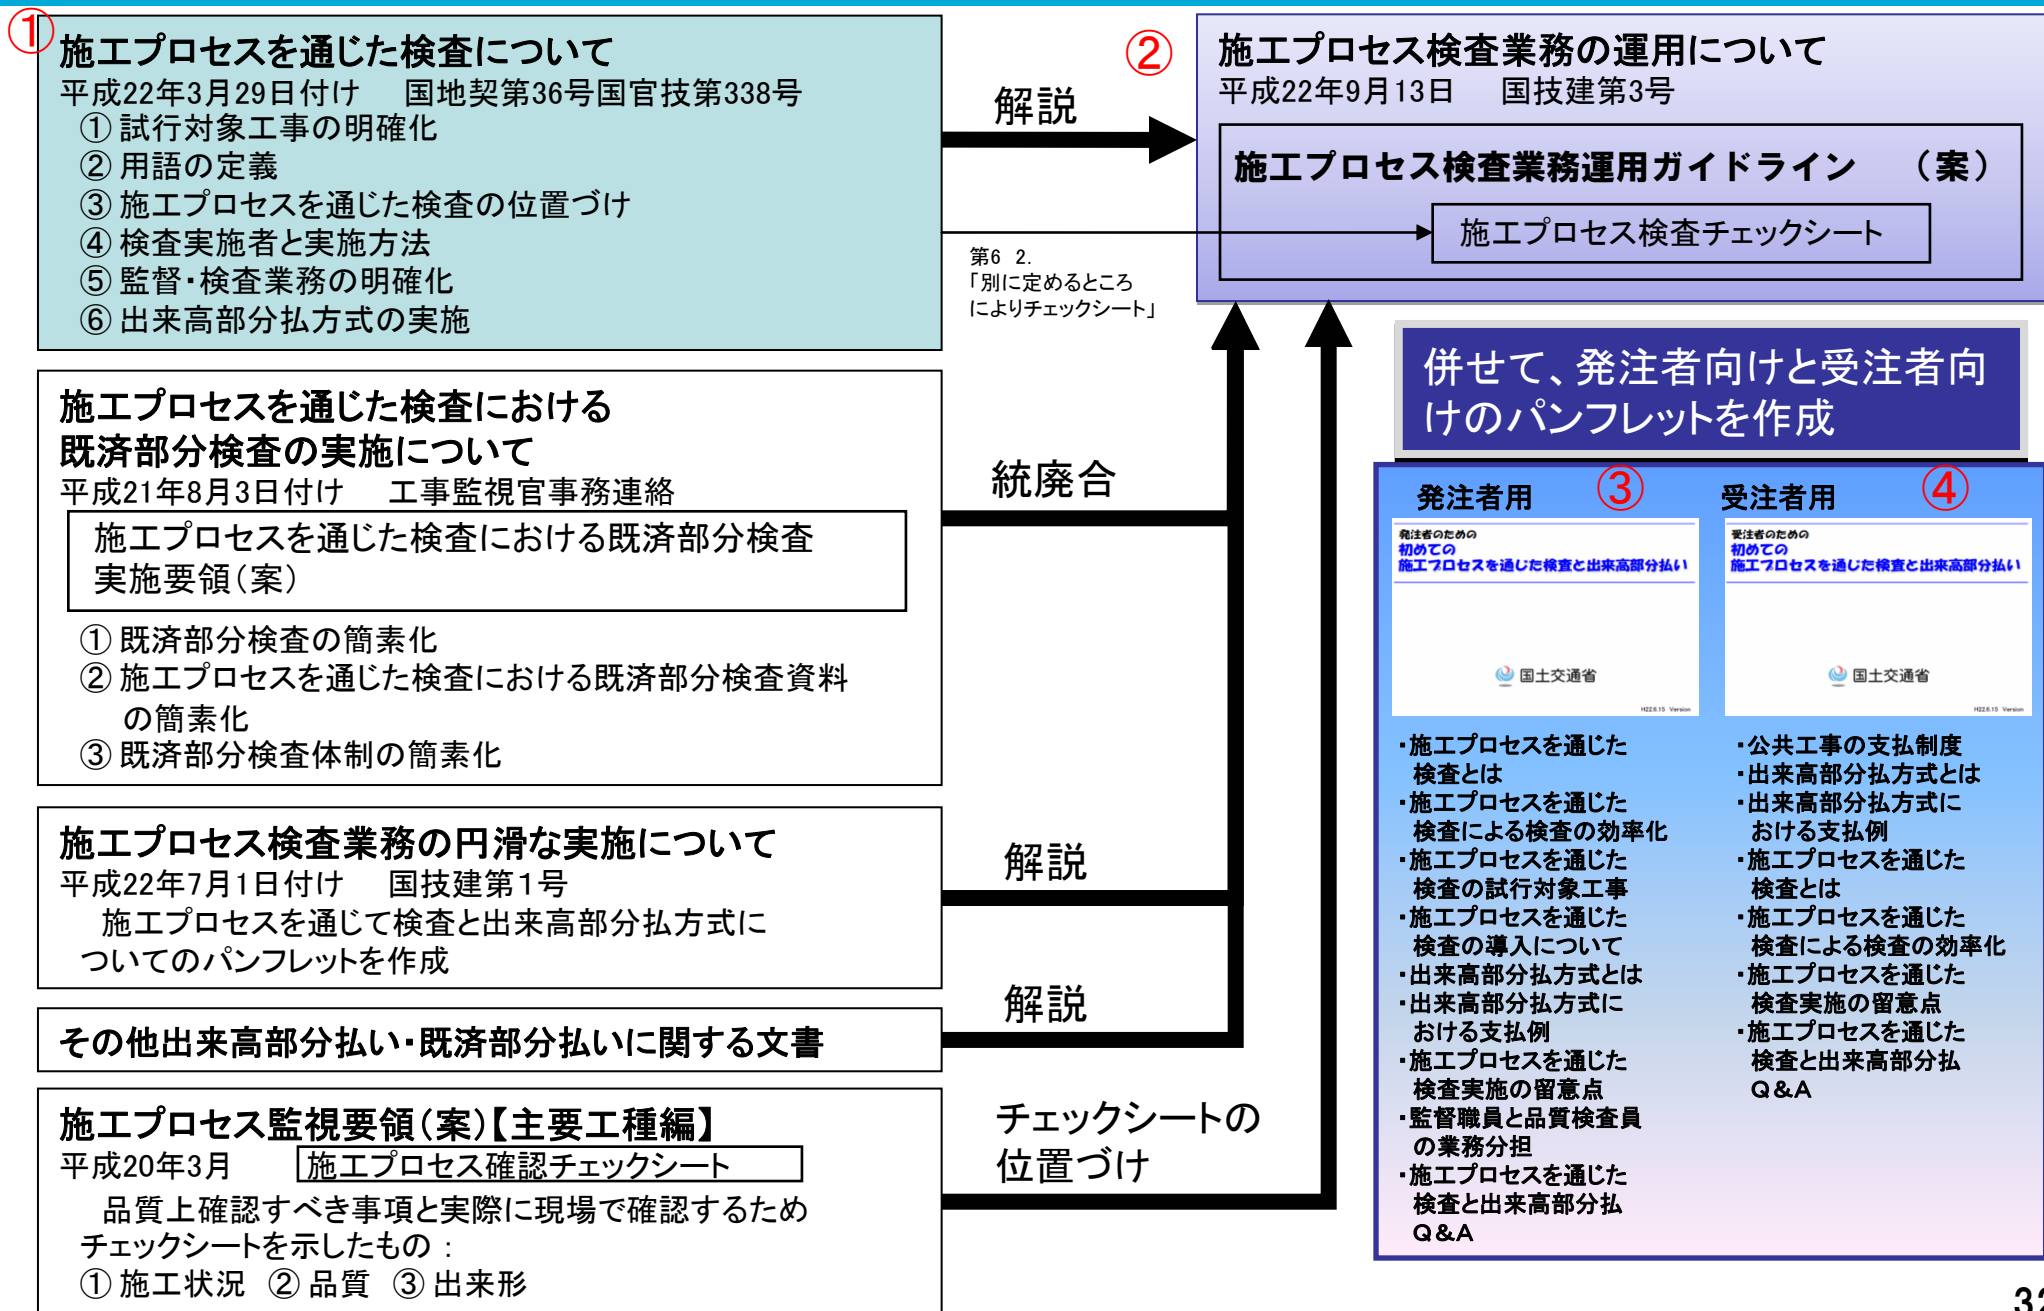 ①
施工プロセスを通じた検査について
平成22年3月29日付け　国地契第36号国官技第338号
①試行対象工事の明確化
②用語の定義
③施工プロセスを通じた検査の位置づけ
④検査実施者と実施方法
⑤監督・検査業務の明確化
⑥出来高部分払方式の実施
解説
第6 2.
「別に定めるところ
によりチェックシート」
②
施工プロセス検査業務の運用について
平成22年9月13日　国技建第3号
施工プロセス検査業務運用ガイドライン　（案）
施工プロセス検査チェックシート
施工プロセスを通じた検査における
既済部分検査の実施について
平成21年8月3日付け　工事監視官事務連絡
施工プロセスを通じた検査における既済部分検査
実施要領（案）
①既済部分検査の簡素化
②施工プロセスを通じた検査における既済部分検査資料
の簡素化
③既済部分検査体制の簡素化
統廃合
施工プロセス検査業務の円滑な実施について
平成22年7月1日付け　国技建第１号
施工プロセスを通じて検査と出来高部分払方式に
ついてのパンフレットを作成
解説
その他出来高部分払い・既済部分払いに関する文書
解説
施工プロセス監視要領（案）【主要工種編】
平成20年3月　施工プロセス確認チェックシート
品質上確認すべき事項と実際に現場で確認するため
チェックシートを示したもの：
①施工状況 ②品質 ③出来形
チェックシートの
位置づけ
併せて、発注者向けと受注者向
けのパンフレットを作成
発注者用 ③
発注者のための
初めての
施工プロセスを通じた検査と出来高部分払い
国土交通省
H22.6.15 Version
・施工プロセスを通じた
検査とは
・施工プロセスを通じた
検査による検査の効率化
・施工プロセスを通じた
検査の試行対象工事
・施工プロセスを通じた
検査の導入について
・出来高部分払方式とは
・出来高部分払方式に
おける支払例
・施工プロセスを通じた
検査実施の留意点
・監督職員と品質検査員
の業務分担
・施工プロセスを通じた
検査と出来高部分払
Ｑ＆Ａ
受注者用 ④
受注者のための
初めての
施工プロセスを通じた検査と出来高部分払い
国土交通省
H22.6.15 Version
・公共工事の支払制度
・出来高部分払方式とは
・出来高部分払方式に
おける支払例
・施工プロセスを通じた
検査とは
・施工プロセスを通じた
検査による検査の効率化
・施工プロセスを通じた
検査実施の留意点
・施工プロセスを通じた
検査と出来高部分払
Ｑ＆Ａ